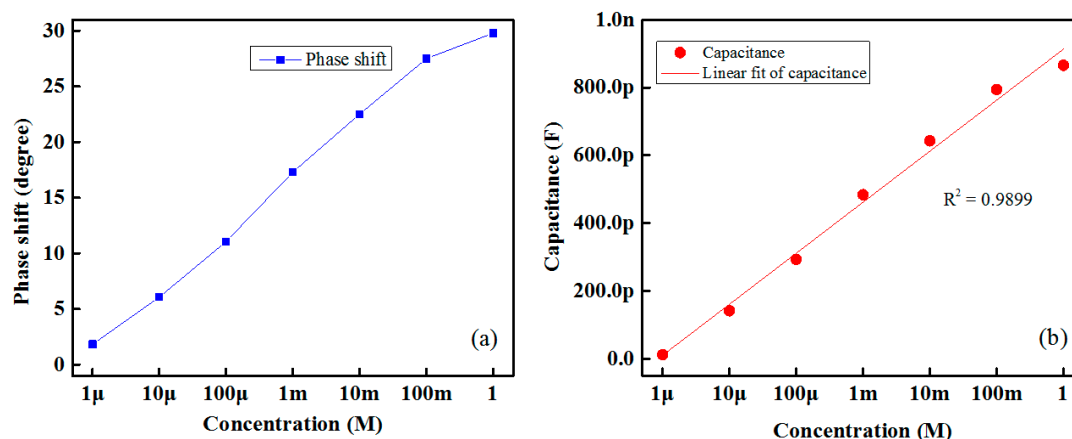 30
25
20
15
10
5
0
Phase shift (degree)
Phase shift
(a)
1μ 10μ 100μ 1m 10m 100m 1
Concentration (M)
1.0n
800.0p
600.0p
400.0p
200.0p
0.0
Capacitance (F)
Capacitance
Linear fit of capacitance
R² = 0.9899
(b)
1μ 10μ 100μ 1m 10m 100m 1
Concentration (M)